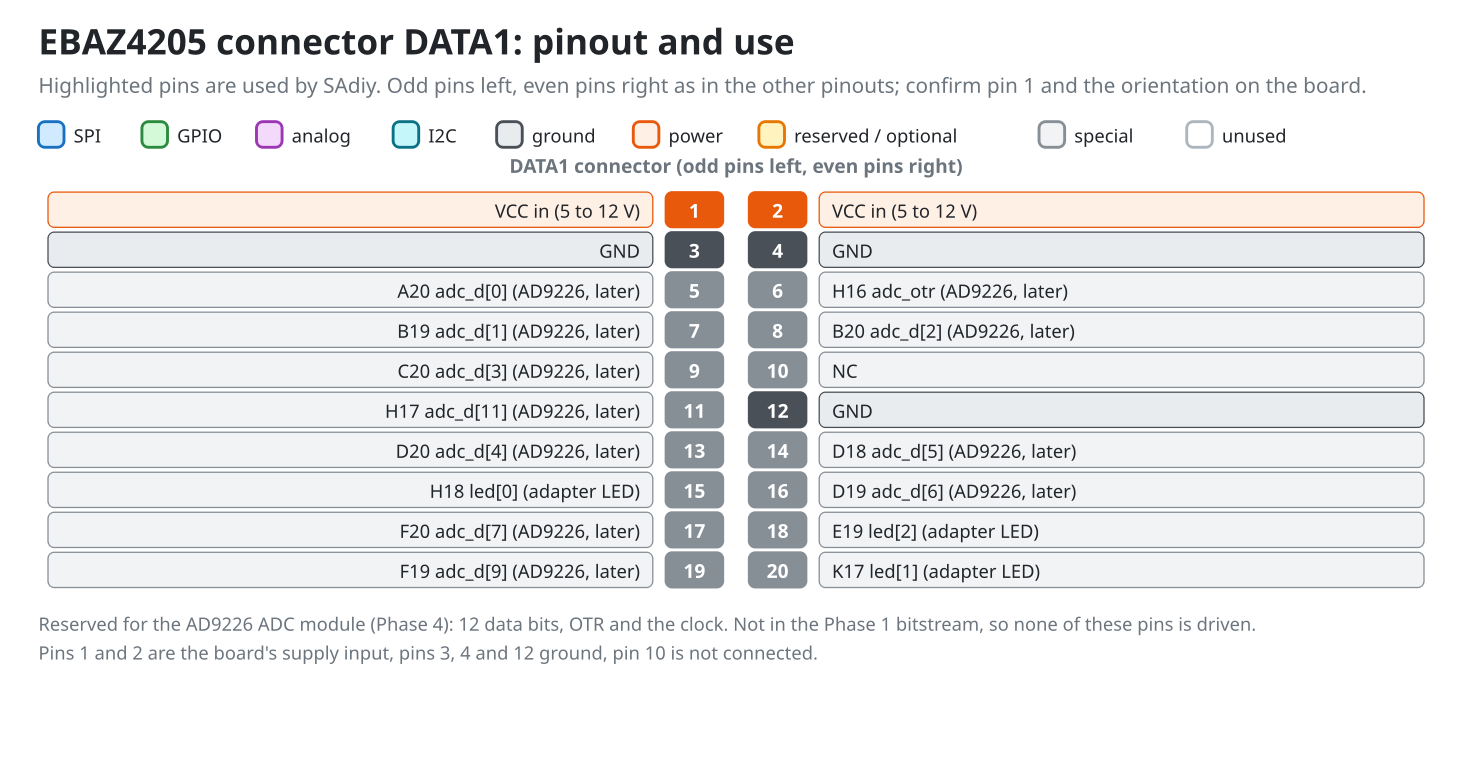 EBAZ4205 connector DATA1: pinout and use
Highlighted pins are used by SAdiy. Odd pins left, even pins right as in the other pinouts; confirm pin 1 and the orientation on the board.
SPI GPIO analog I2C ground power reserved / optional special unused
DATA1 connector (odd pins left, even pins right)
VCC in (5 to 12 V) 1 2 VCC in (5 to 12 V)
GND 3 4 GND
A20 adc_d[0] (AD9226, later) 5 6 H16 adc_otr (AD9226, later)
B19 adc_d[1] (AD9226, later) 7 8 B20 adc_d[2] (AD9226, later)
C20 adc_d[3] (AD9226, later) 9 10 NC
H17 adc_d[11] (AD9226, later) 11 12 GND
D20 adc_d[4] (AD9226, later) 13 14 D18 adc_d[5] (AD9226, later)
H18 led[0] (adapter LED) 15 16 D19 adc_d[6] (AD9226, later)
F20 adc_d[7] (AD9226, later) 17 18 E19 led[2] (adapter LED)
F19 adc_d[9] (AD9226, later) 19 20 K17 led[1] (adapter LED)
Reserved for the AD9226 ADC module (Phase 4): 12 data bits, OTR and the clock. Not in the Phase 1 bitstream, so none of these pins is driven.
Pins 1 and 2 are the board's supply input, pins 3, 4 and 12 ground, pin 10 is not connected.